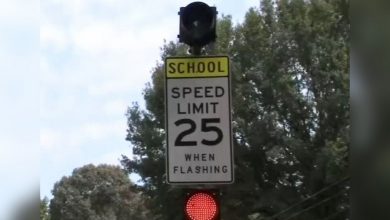 SCHOOL
SPEED
LIMIT
25
WHEN
FLASHING